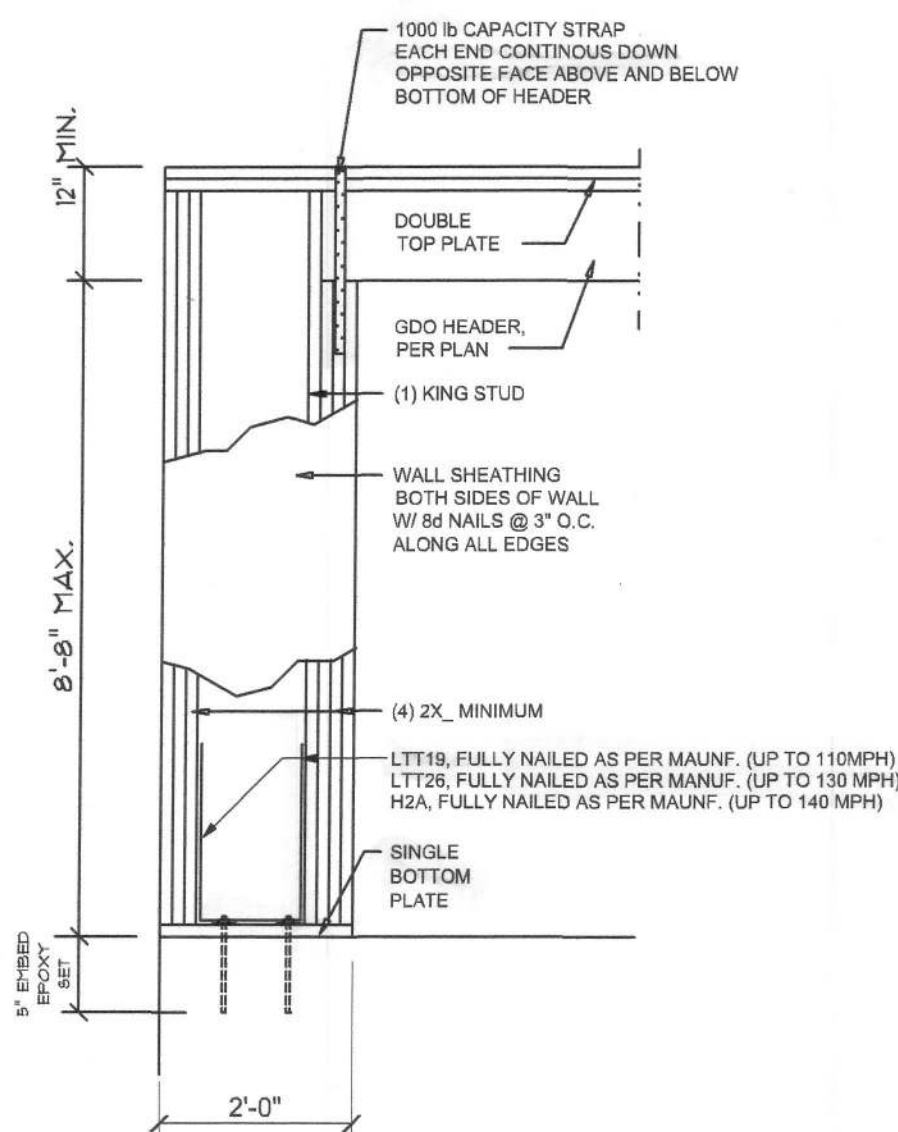 1000 lb CAPACITY STRAP
EACH END CONTINOUS DOWN
OPPOSITE FACE ABOVE AND BELOW
BOTTOM OF HEADER
12" MIN.
DOUBLE
TOP PLATE
GDO HEADER,
PER PLAN
(1) KING STUD
WALL SHEATHING
BOTH SIDES OF WALL
W/ 8d NAILS @ 3" O.C.
ALONG ALL EDGES
8'-8" MAX.
(4) 2X_ MINIMUM
LTT19, FULLY NAILED AS PER MAUNF. (UP TO 110MPH)
LTT26, FULLY NAILED AS PER MANUF. (UP TO 130 MPH)
H2A, FULLY NAILED AS PER MAUNF. (UP TO 140 MPH)
SINGLE
BOTTOM
PLATE
5" EMBED
EPOXY
SET
2'-0"